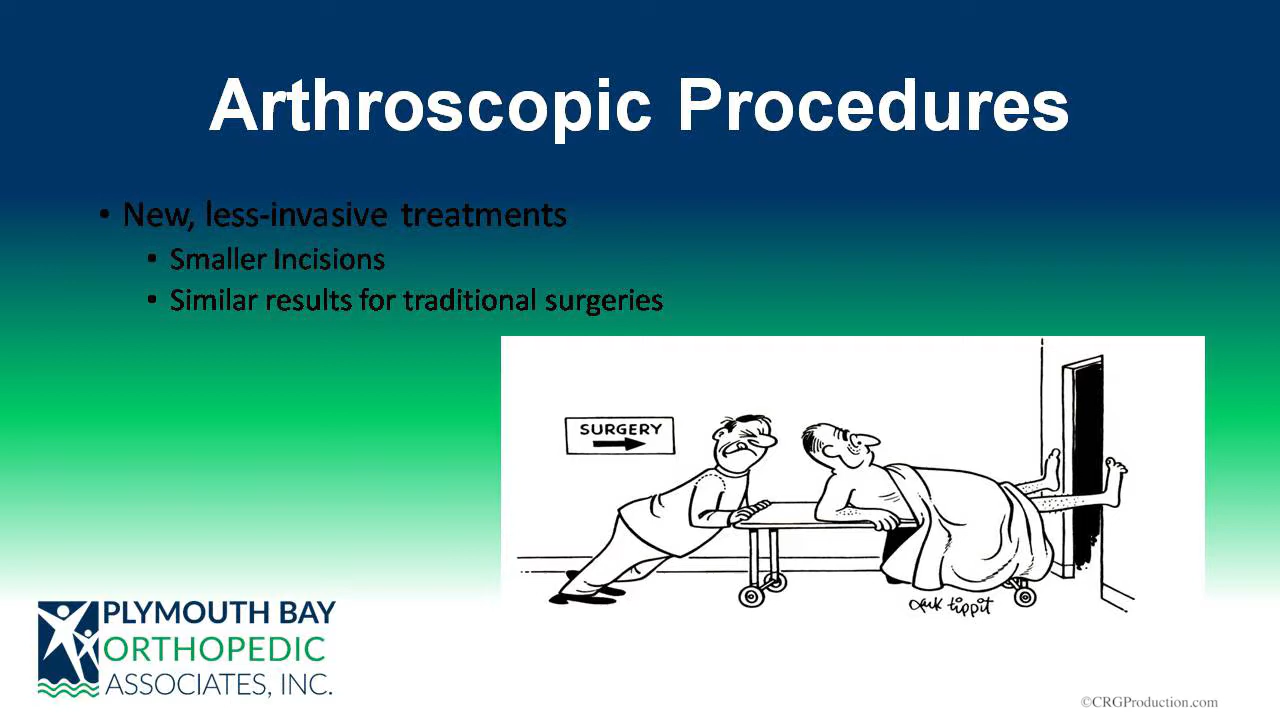 Arthroscopic Procedures
• New, less-invasive treatments
• Smaller Incisions
• Similar results for traditional surgeries
SURGERY
PLYMOUTH BAY
ORTHOPEDIC
ASSOCIATES, INC.
©CRGProduction.com